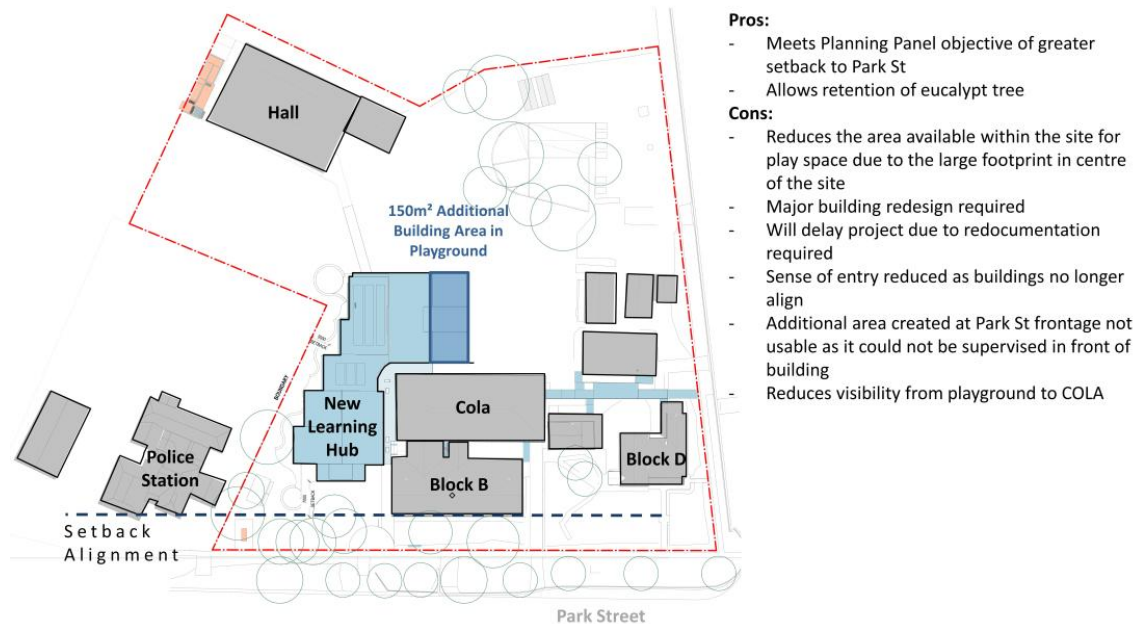 Hall
150m² Additional
Building Area in
Playground
BOUNDARY
SETBACK
New
Learning
Hub
Cola
Block B
Block D
Police
Station
SETBACK
Setback
Alignment
Park Street
Pros:
- Meets Planning Panel objective of greater
setback to Park St
- Allows retention of eucalypt tree
Cons:
- Reduces the area available within the site for
play space due to the large footprint in centre
of the site
- Major building redesign required
- Will delay project due to redocumentation
required
- Sense of entry reduced as buildings no longer
align
- Additional area created at Park St frontage not
usable as it could not be supervised in front of
building
- Reduces visibility from playground to COLA